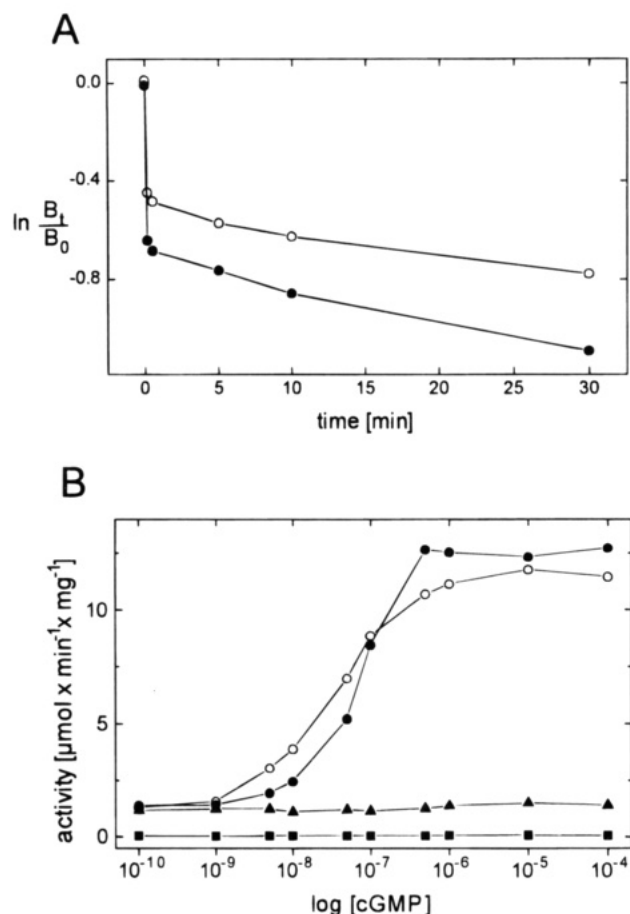 A
0.0
-0.4
-0.8
ln B_t/B_0
0 5 10 15 20 25 30
time [min]
B
10
5
0
activity [µmol x min⁻¹x mg⁻¹]
10⁻¹⁰ 10⁻⁹ 10⁻⁸ 10⁻⁷ 10⁻⁶ 10⁻⁵ 10⁻⁴
log [cGMP]